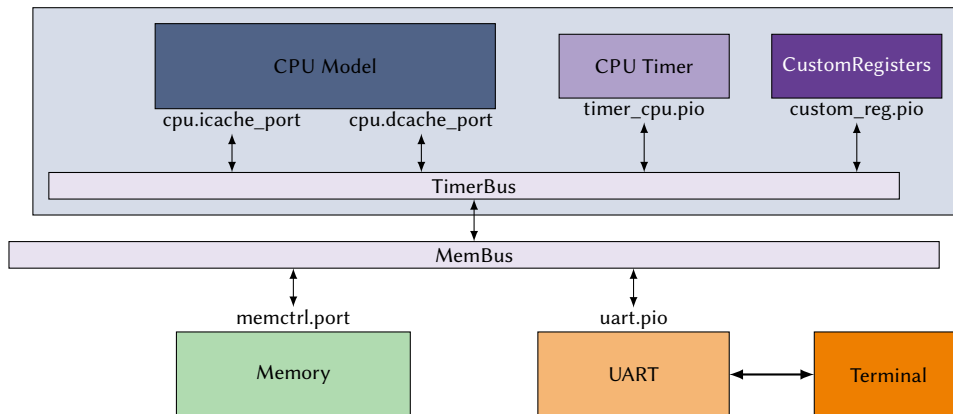 CPU Model
CPU Timer
CustomRegisters
cpu.icache_port
cpu.dcache_port
timer_cpu.pio
custom_reg.pio
TimerBus
MemBus
memctrl.port
uart.pio
Memory
UART
Terminal